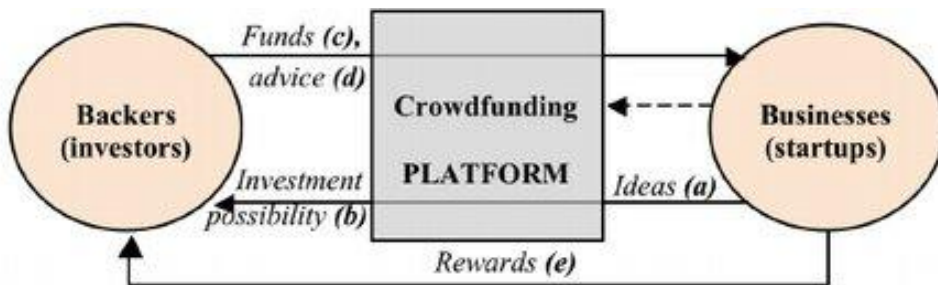 Funds (c),
advice (d)
Backers
(investors)
Investment
possibility (b)
Crowdfunding
PLATFORM
Ideas (a)
Businesses
(startups)
Rewards (e)